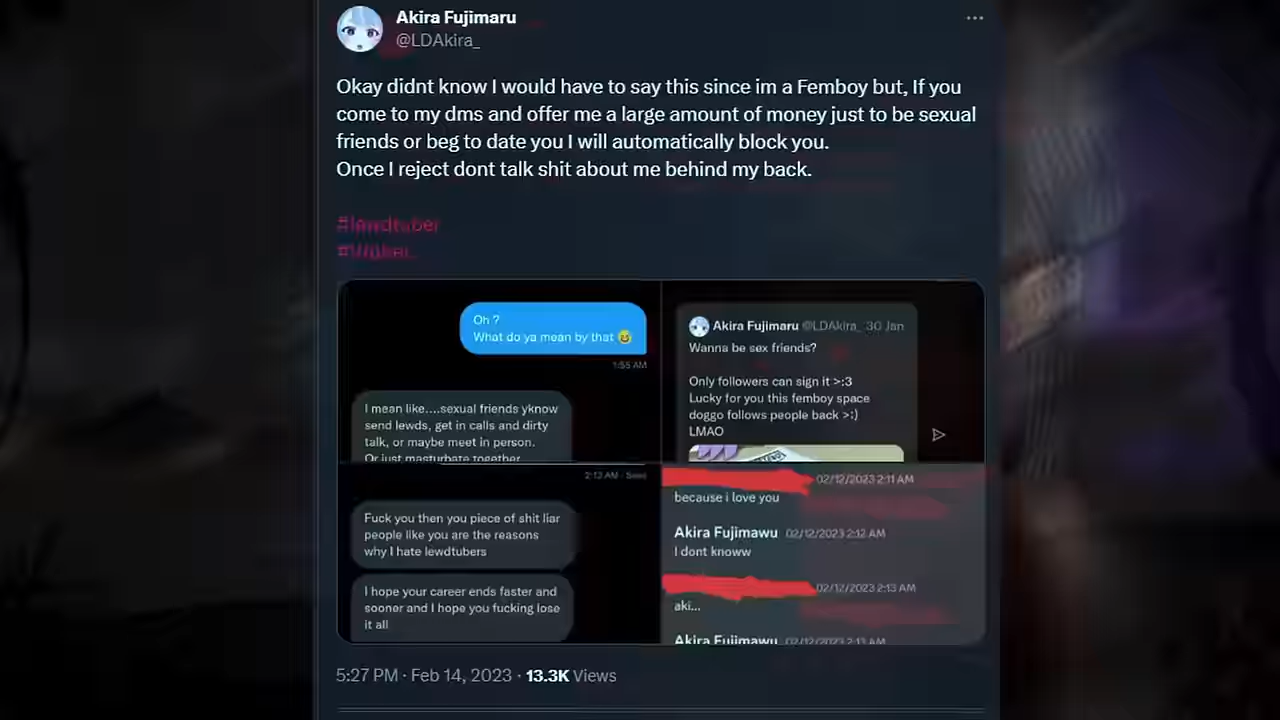 Akira Fujimaru
@LDAkira_
Okay didnt know I would have to say this since im a Femboy but, If you
come to my dms and offer me a large amount of money just to be sexual
friends or beg to date you I will automatically block you.
Once I reject dont talk shit about me behind my back.
#lewdtuber
#Vtuber
Oh ?
What do ya mean by that
1:55 AM
I mean like....sexual friends yknow
send lewds, get in calls and dirty
talk, or maybe meet in person.
Or just masturbate together
Akira Fujimaru @LDAkira_ 30 Jan
Wanna be sex friends?
Only followers can sign it >:3
Lucky for you this femboy space
doggo follows people back >:)
LMAO
2:13 AM · Seen
Fuck you then you piece of shit liar
people like you are the reasons
why I hate lewdtubers
I hope your career ends faster and
sooner and I hope you fucking lose
it all
02/12/2023 2:11 AM
because i love you
Akira Fujimawu 02/12/2023 2:12 AM
I dont knoww
02/12/2023 2:13 AM
aki...
Akira Fujimawu 02/12/2023 2:13 AM
5:27 PM · Feb 14, 2023 · 13.3K Views